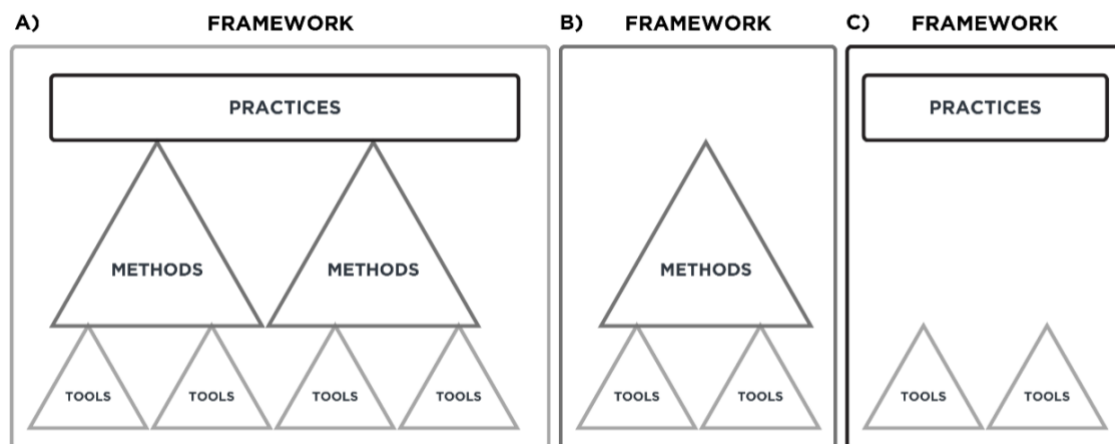 A) FRAMEWORK
PRACTICES
METHODS METHODS
TOOLS TOOLS TOOLS TOOLS
B) FRAMEWORK
METHODS
TOOLS TOOLS
C) FRAMEWORK
PRACTICES
TOOLS TOOLS